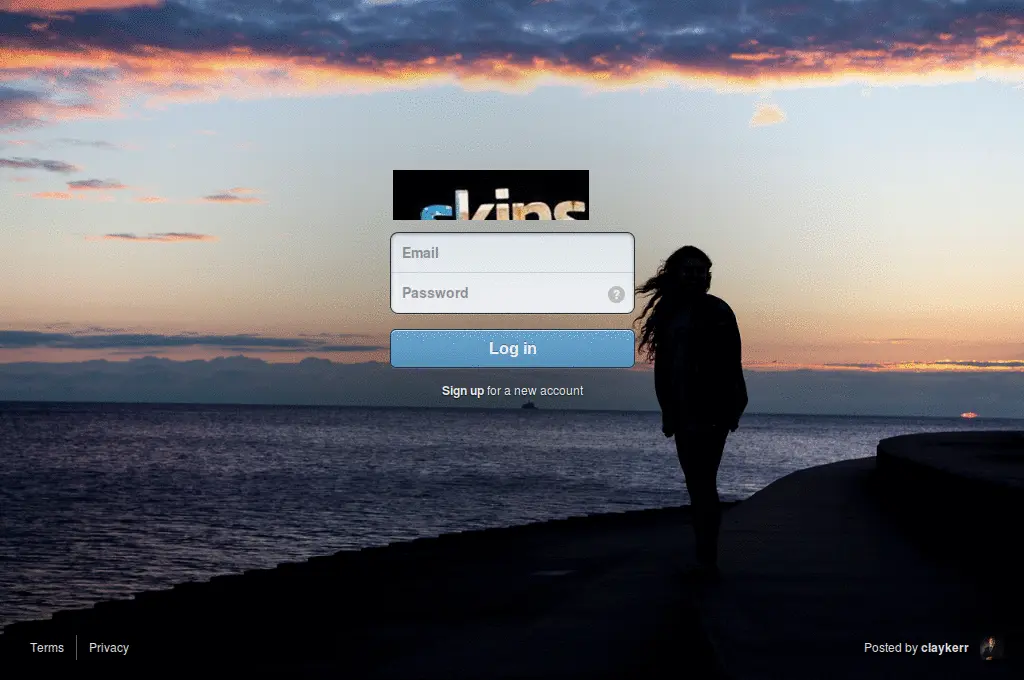 skins
Email
Password
?
Log in
Sign up for a new account
Terms
Privacy
Posted by claykerr